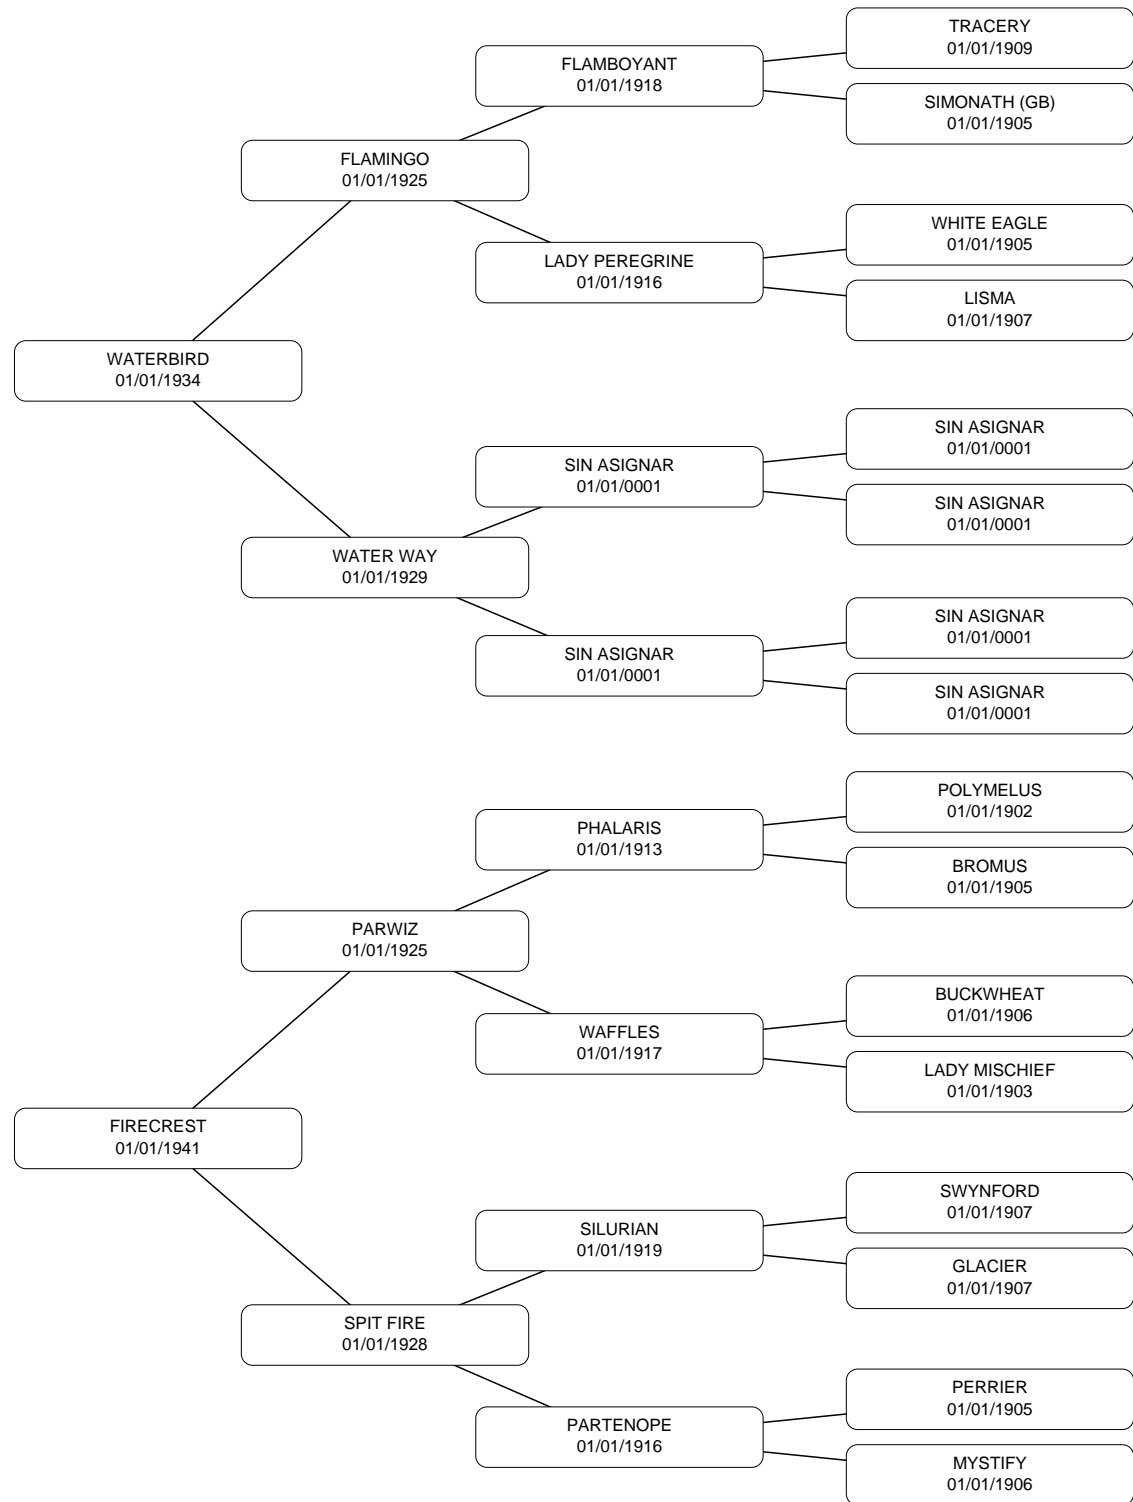 TRACERY
01/01/1909
FLAMBOYANT
01/01/1918
SIMONATH (GB)
01/01/1905
FLAMINGO
01/01/1925
WHITE EAGLE
01/01/1905
LADY PEREGRINE
01/01/1916
LISMA
01/01/1907
WATERBIRD
01/01/1934
SIN ASIGNAR
01/01/0001
SIN ASIGNAR
01/01/0001
SIN ASIGNAR
01/01/0001
WATER WAY
01/01/1929
SIN ASIGNAR
01/01/0001
SIN ASIGNAR
01/01/0001
SIN ASIGNAR
01/01/0001
POLYMELUS
01/01/1902
PHALARIS
01/01/1913
BROMUS
01/01/1905
PARWIZ
01/01/1925
BUCKWHEAT
01/01/1906
WAFFLES
01/01/1917
LADY MISCHIEF
01/01/1903
FIRECREST
01/01/1941
SWYNFORD
01/01/1907
SILURIAN
01/01/1919
GLACIER
01/01/1907
SPIT FIRE
01/01/1928
PERRIER
01/01/1905
PARTENOPE
01/01/1916
MYSTIFY
01/01/1906